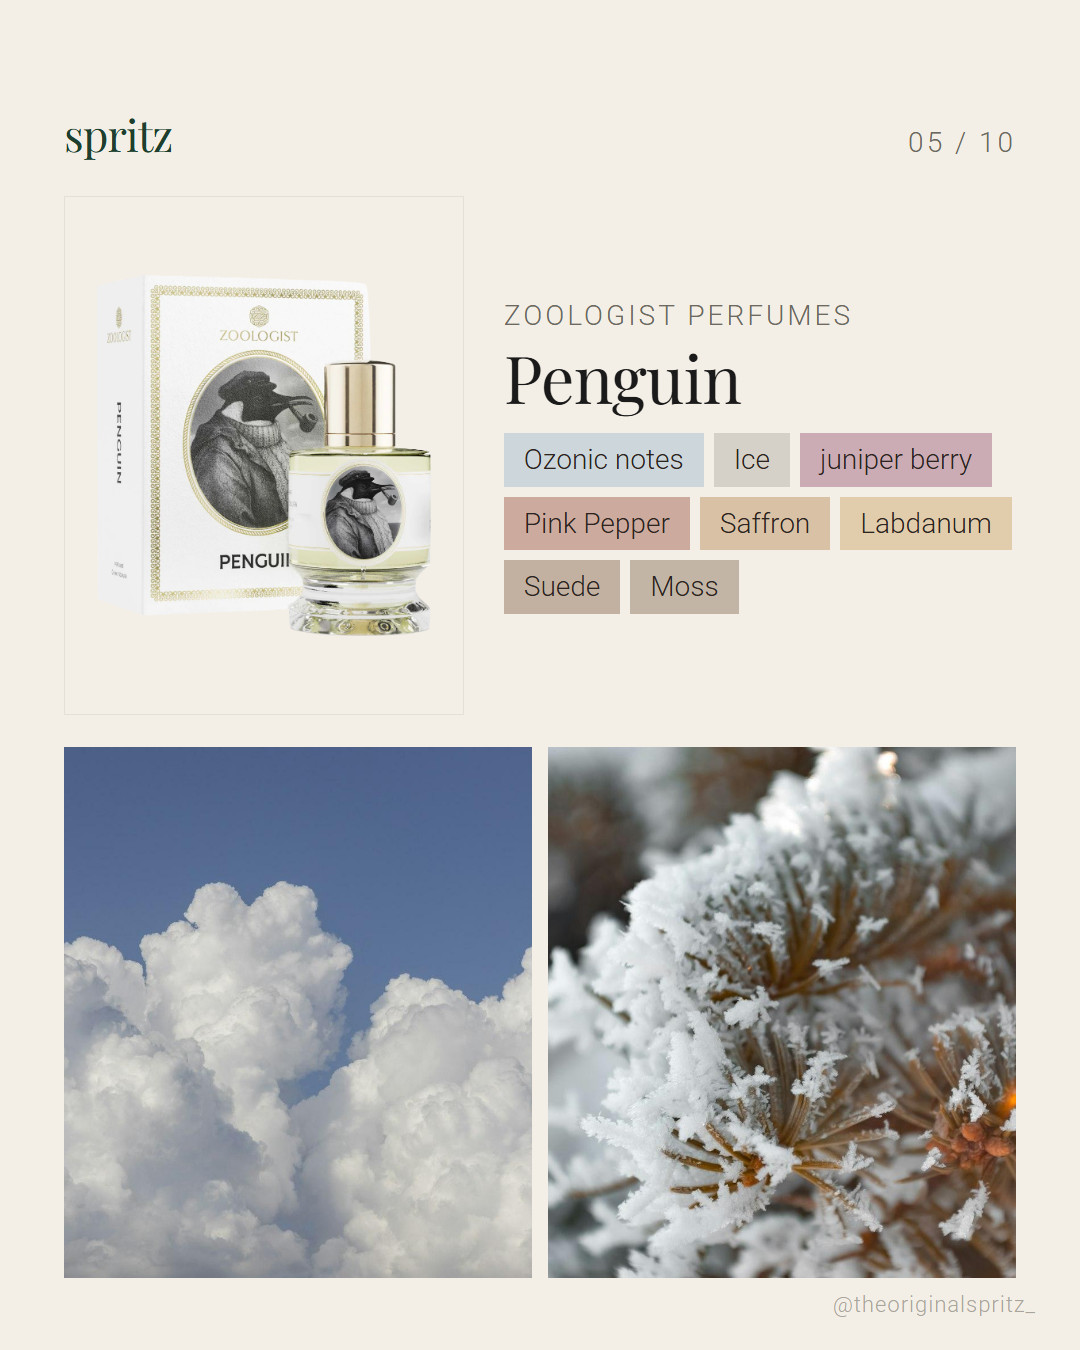 spritz
05 / 10
ZOOLOGIST
ZOOLOGIST
PENGUIN
PENGUI
ZOOLOGIST PERFUMES
Penguin
Ozonic notes
Ice
juniper berry
Pink Pepper
Saffron
Labdanum
Suede
Moss
@theoriginalspritz_